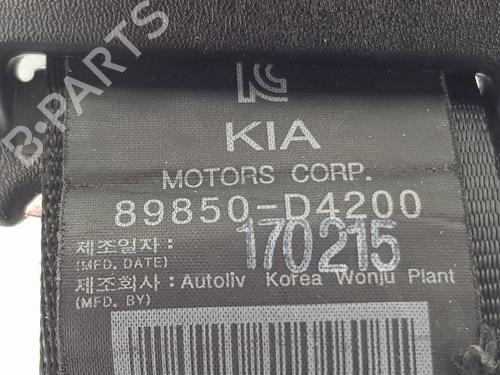 KIA
MOTORS CORP.
89850-D4200
제조일자 :
(MFD. DATE)
170215
제조회사 : Autoliv Korea Wonju Plant
(MFD. BY)
B-PARTS